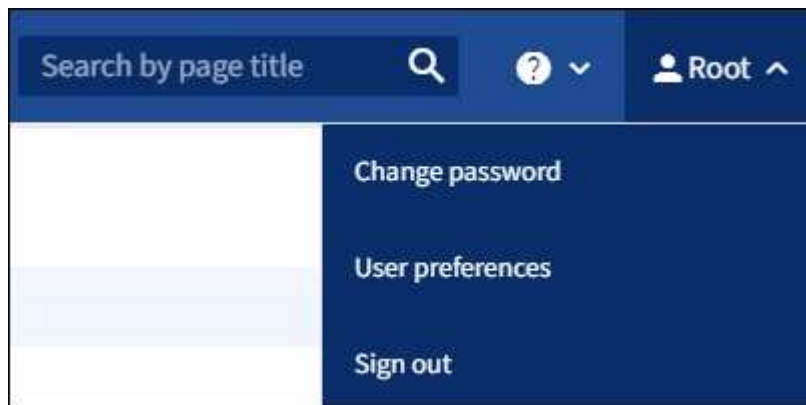 Search by page title
Root
Change password
User preferences
Sign out